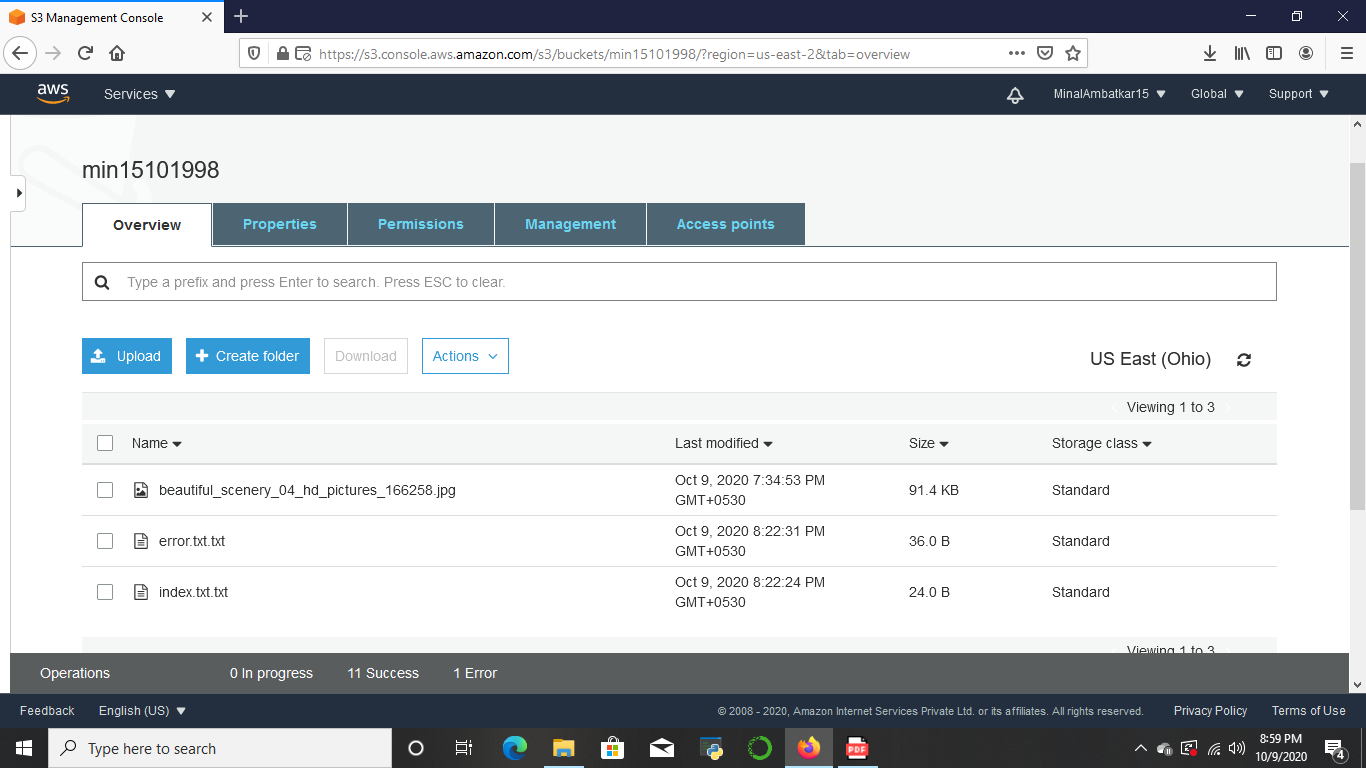 S3 Management Console
https://s3.console.aws.amazon.com/s3/buckets/min15101998/?region=us-east-2&tab=overview
aws Services MinalAmbatkar15 Global Support
min15101998
Overview Properties Permissions Management Access points
Type a prefix and press Enter to search. Press ESC to clear.
Upload Create folder Download Actions US East (Ohio)
Viewing 1 to 3
Name Last modified Size Storage class
beautiful_scenery_04_hd_pictures_166258.jpg Oct 9, 2020 7:34:53 PM GMT+0530 91.4 KB Standard
error.txt.txt Oct 9, 2020 8:22:31 PM GMT+0530 36.0 B Standard
index.txt.txt Oct 9, 2020 8:22:24 PM GMT+0530 24.0 B Standard
Viewing 1 to 3
Operations 0 In progress 11 Success 1 Error
Feedback English (US) © 2008 - 2020, Amazon Internet Services Private Ltd. or its affiliates. All rights reserved. Privacy Policy Terms of Use
Type here to search PDF 8:59 PM
10/9/2020 4